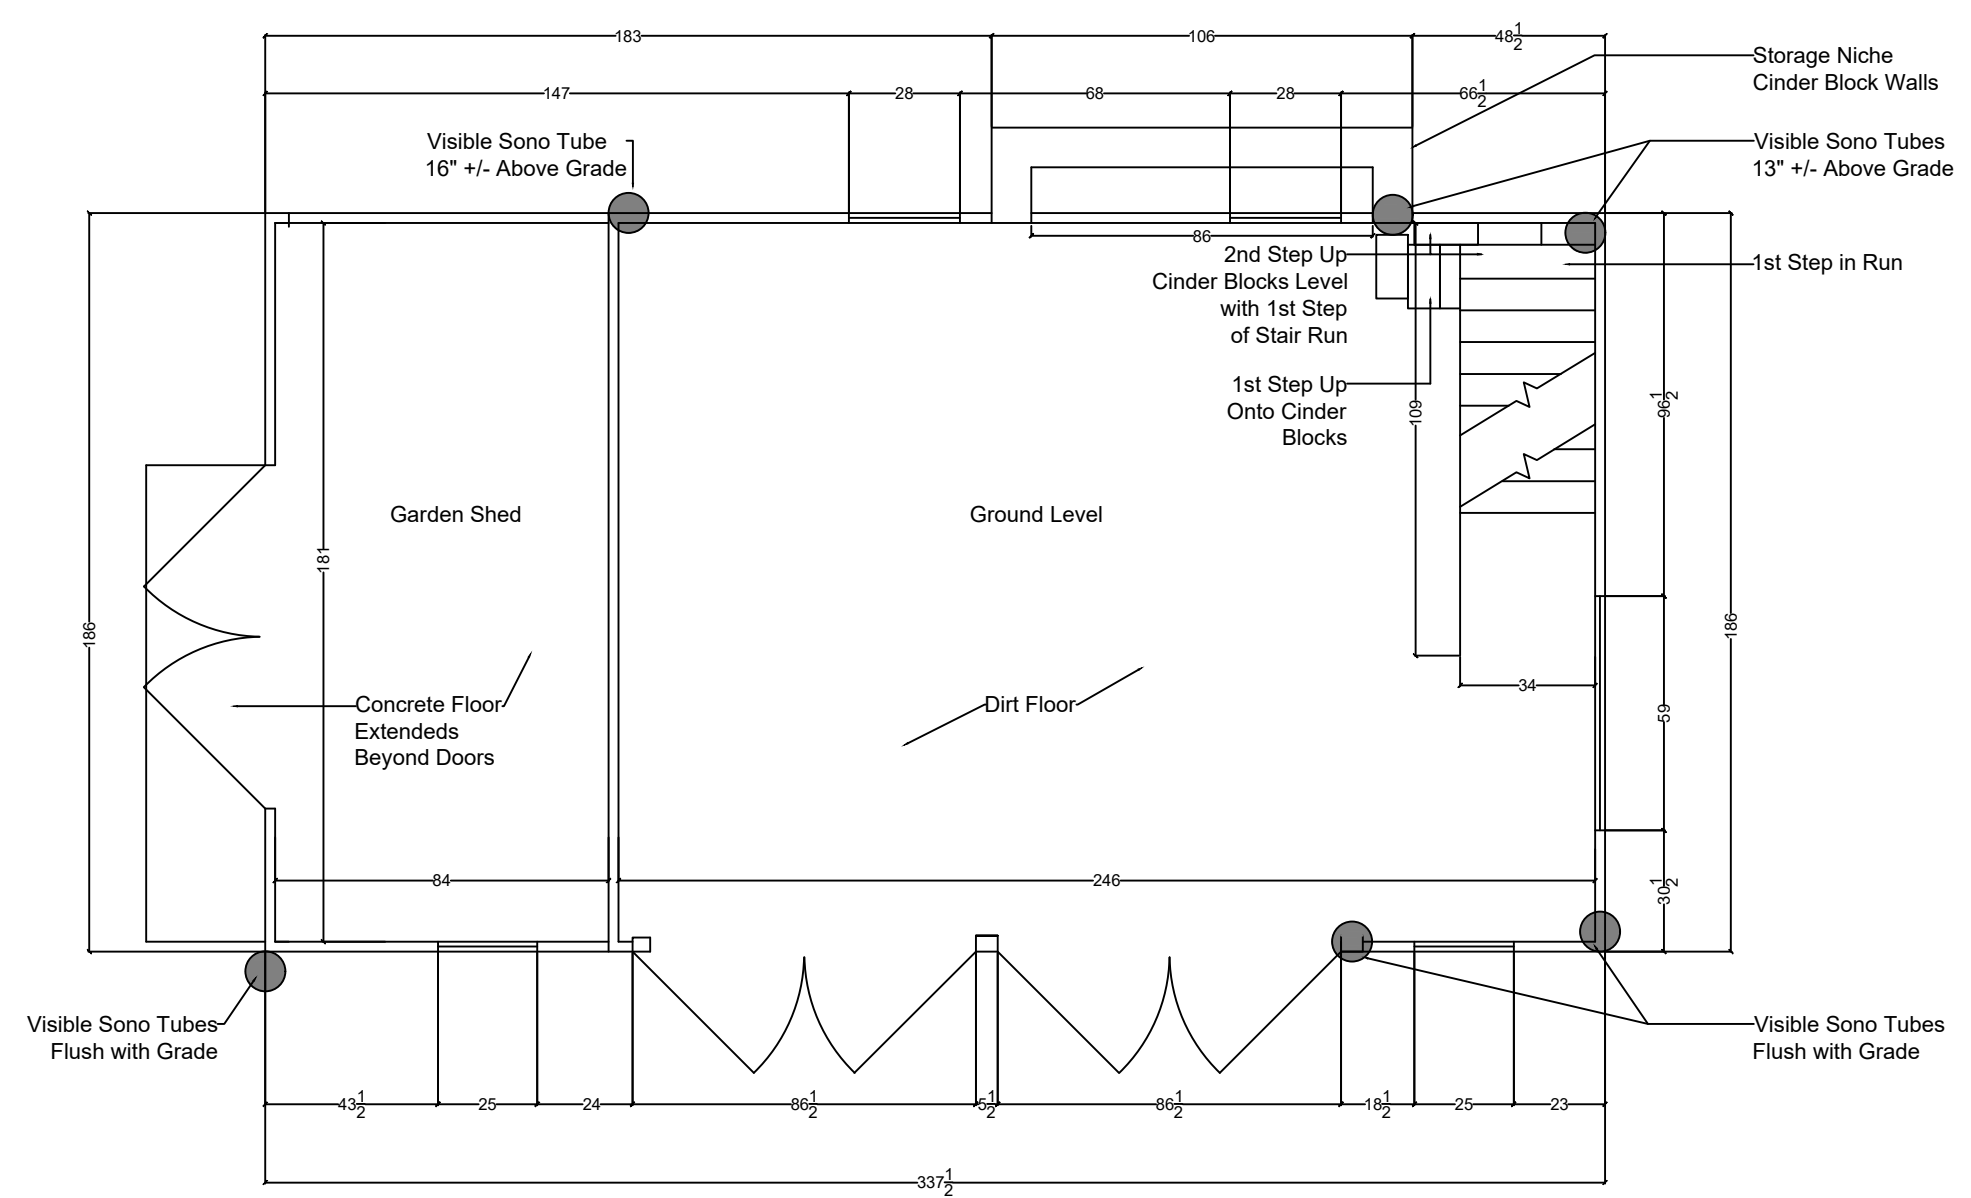 183
106
48 1/2
Storage Niche
Cinder Block Walls
147
28
68
28
66 1/2
Visible Sono Tube
16" +/- Above Grade
Visible Sono Tubes
13" +/- Above Grade
86
2nd Step Up
Cinder Blocks Level
with 1st Step
of Stair Run
1st Step in Run
1st Step Up
Onto Cinder
Blocks
109
96 1/2
Garden Shed
Ground Level
181
186
186
Concrete Floor
Extendeds
Beyond Doors
Dirt Floor
34
59
84
246
30 1/2
Visible Sono Tubes
Flush with Grade
Visible Sono Tubes
Flush with Grade
43 1/2
25
24
86 1/2
5 1/2
86 1/2
18 1/2
25
23
337 1/2